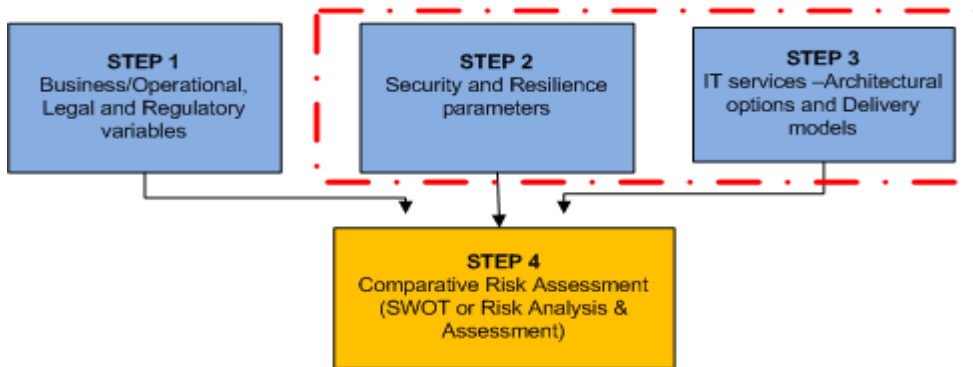 STEP 1
Business/Operational,
Legal and Regulatory
variables
STEP 2
Security and Resilience
parameters
STEP 3
IT services –Architectural
options and Delivery
models
STEP 4
Comparative Risk Assessment
(SWOT or Risk Analysis &
Assessment)